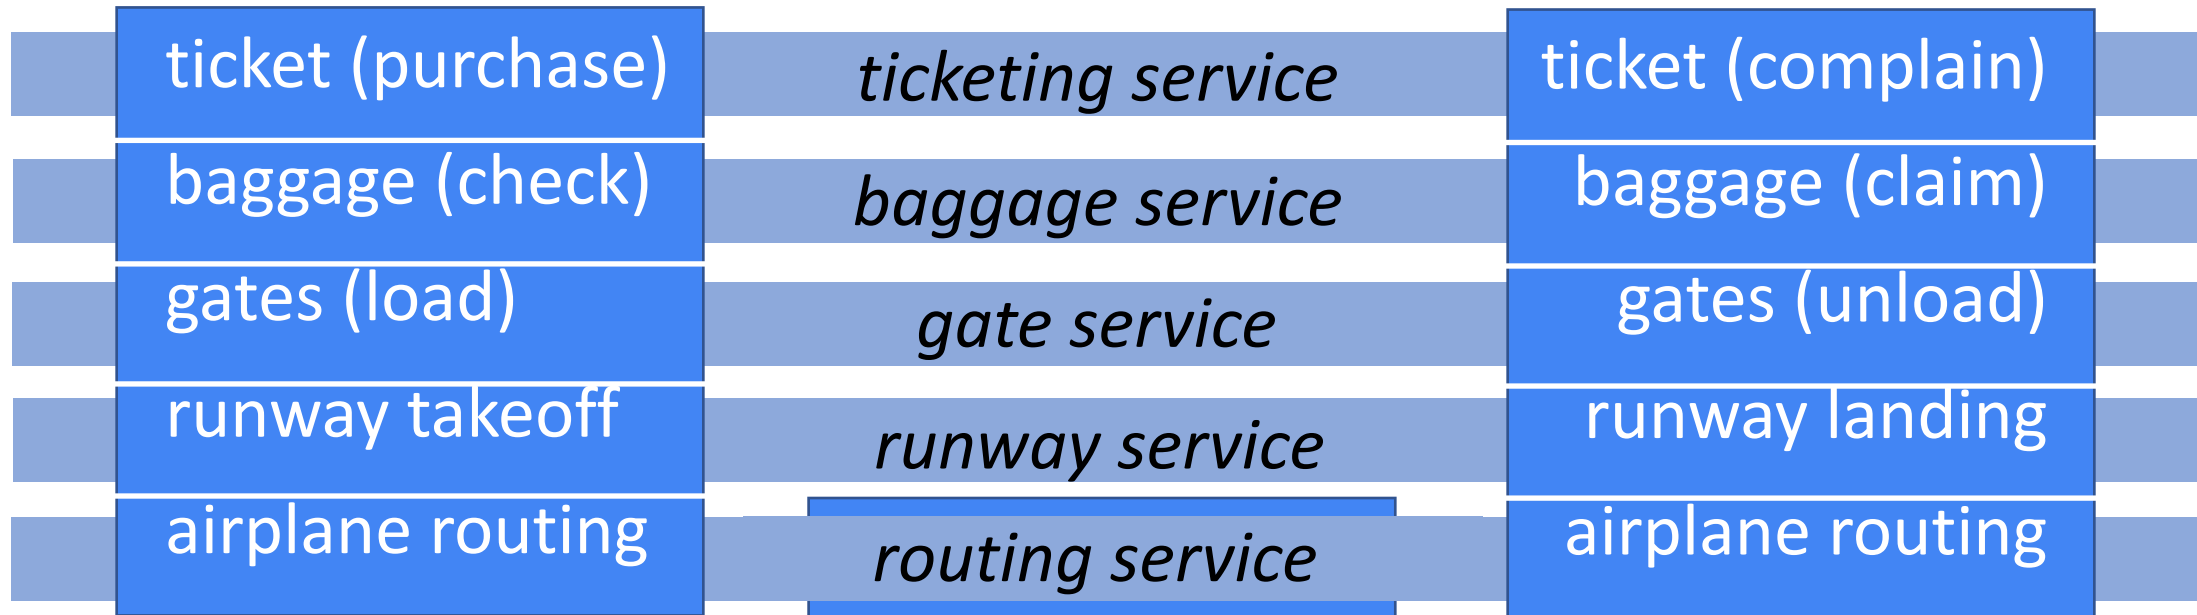 ticket (purchase)
ticketing service
ticket (complain)
baggage (check)
baggage service
baggage (claim)
gates (load)
gate service
gates (unload)
runway takeoff
runway service
runway landing
airplane routing
routing service
airplane routing